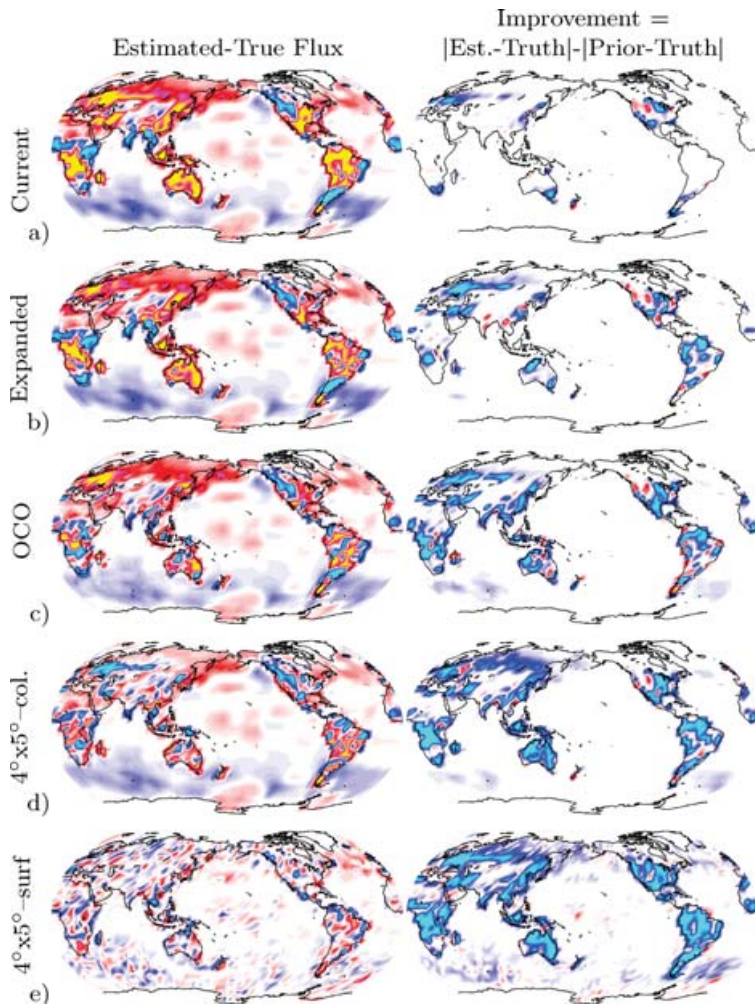 Estimated-True Flux
Improvement =
|Est.-Truth|-|Prior-Truth|
Current
a)
Expanded
b)
OCO
c)
4°x5°–col.
d)
4°x5°–surf
e)